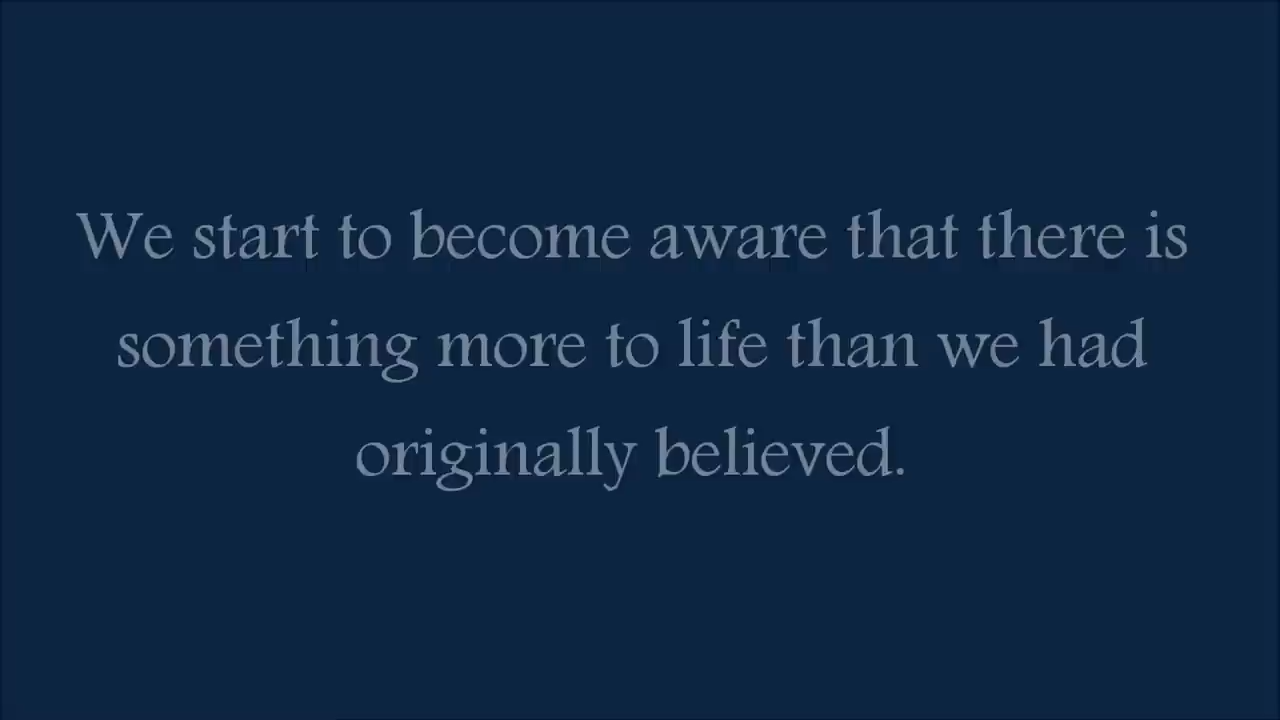 We start to become aware that there is
something more to life than we had
originally believed.